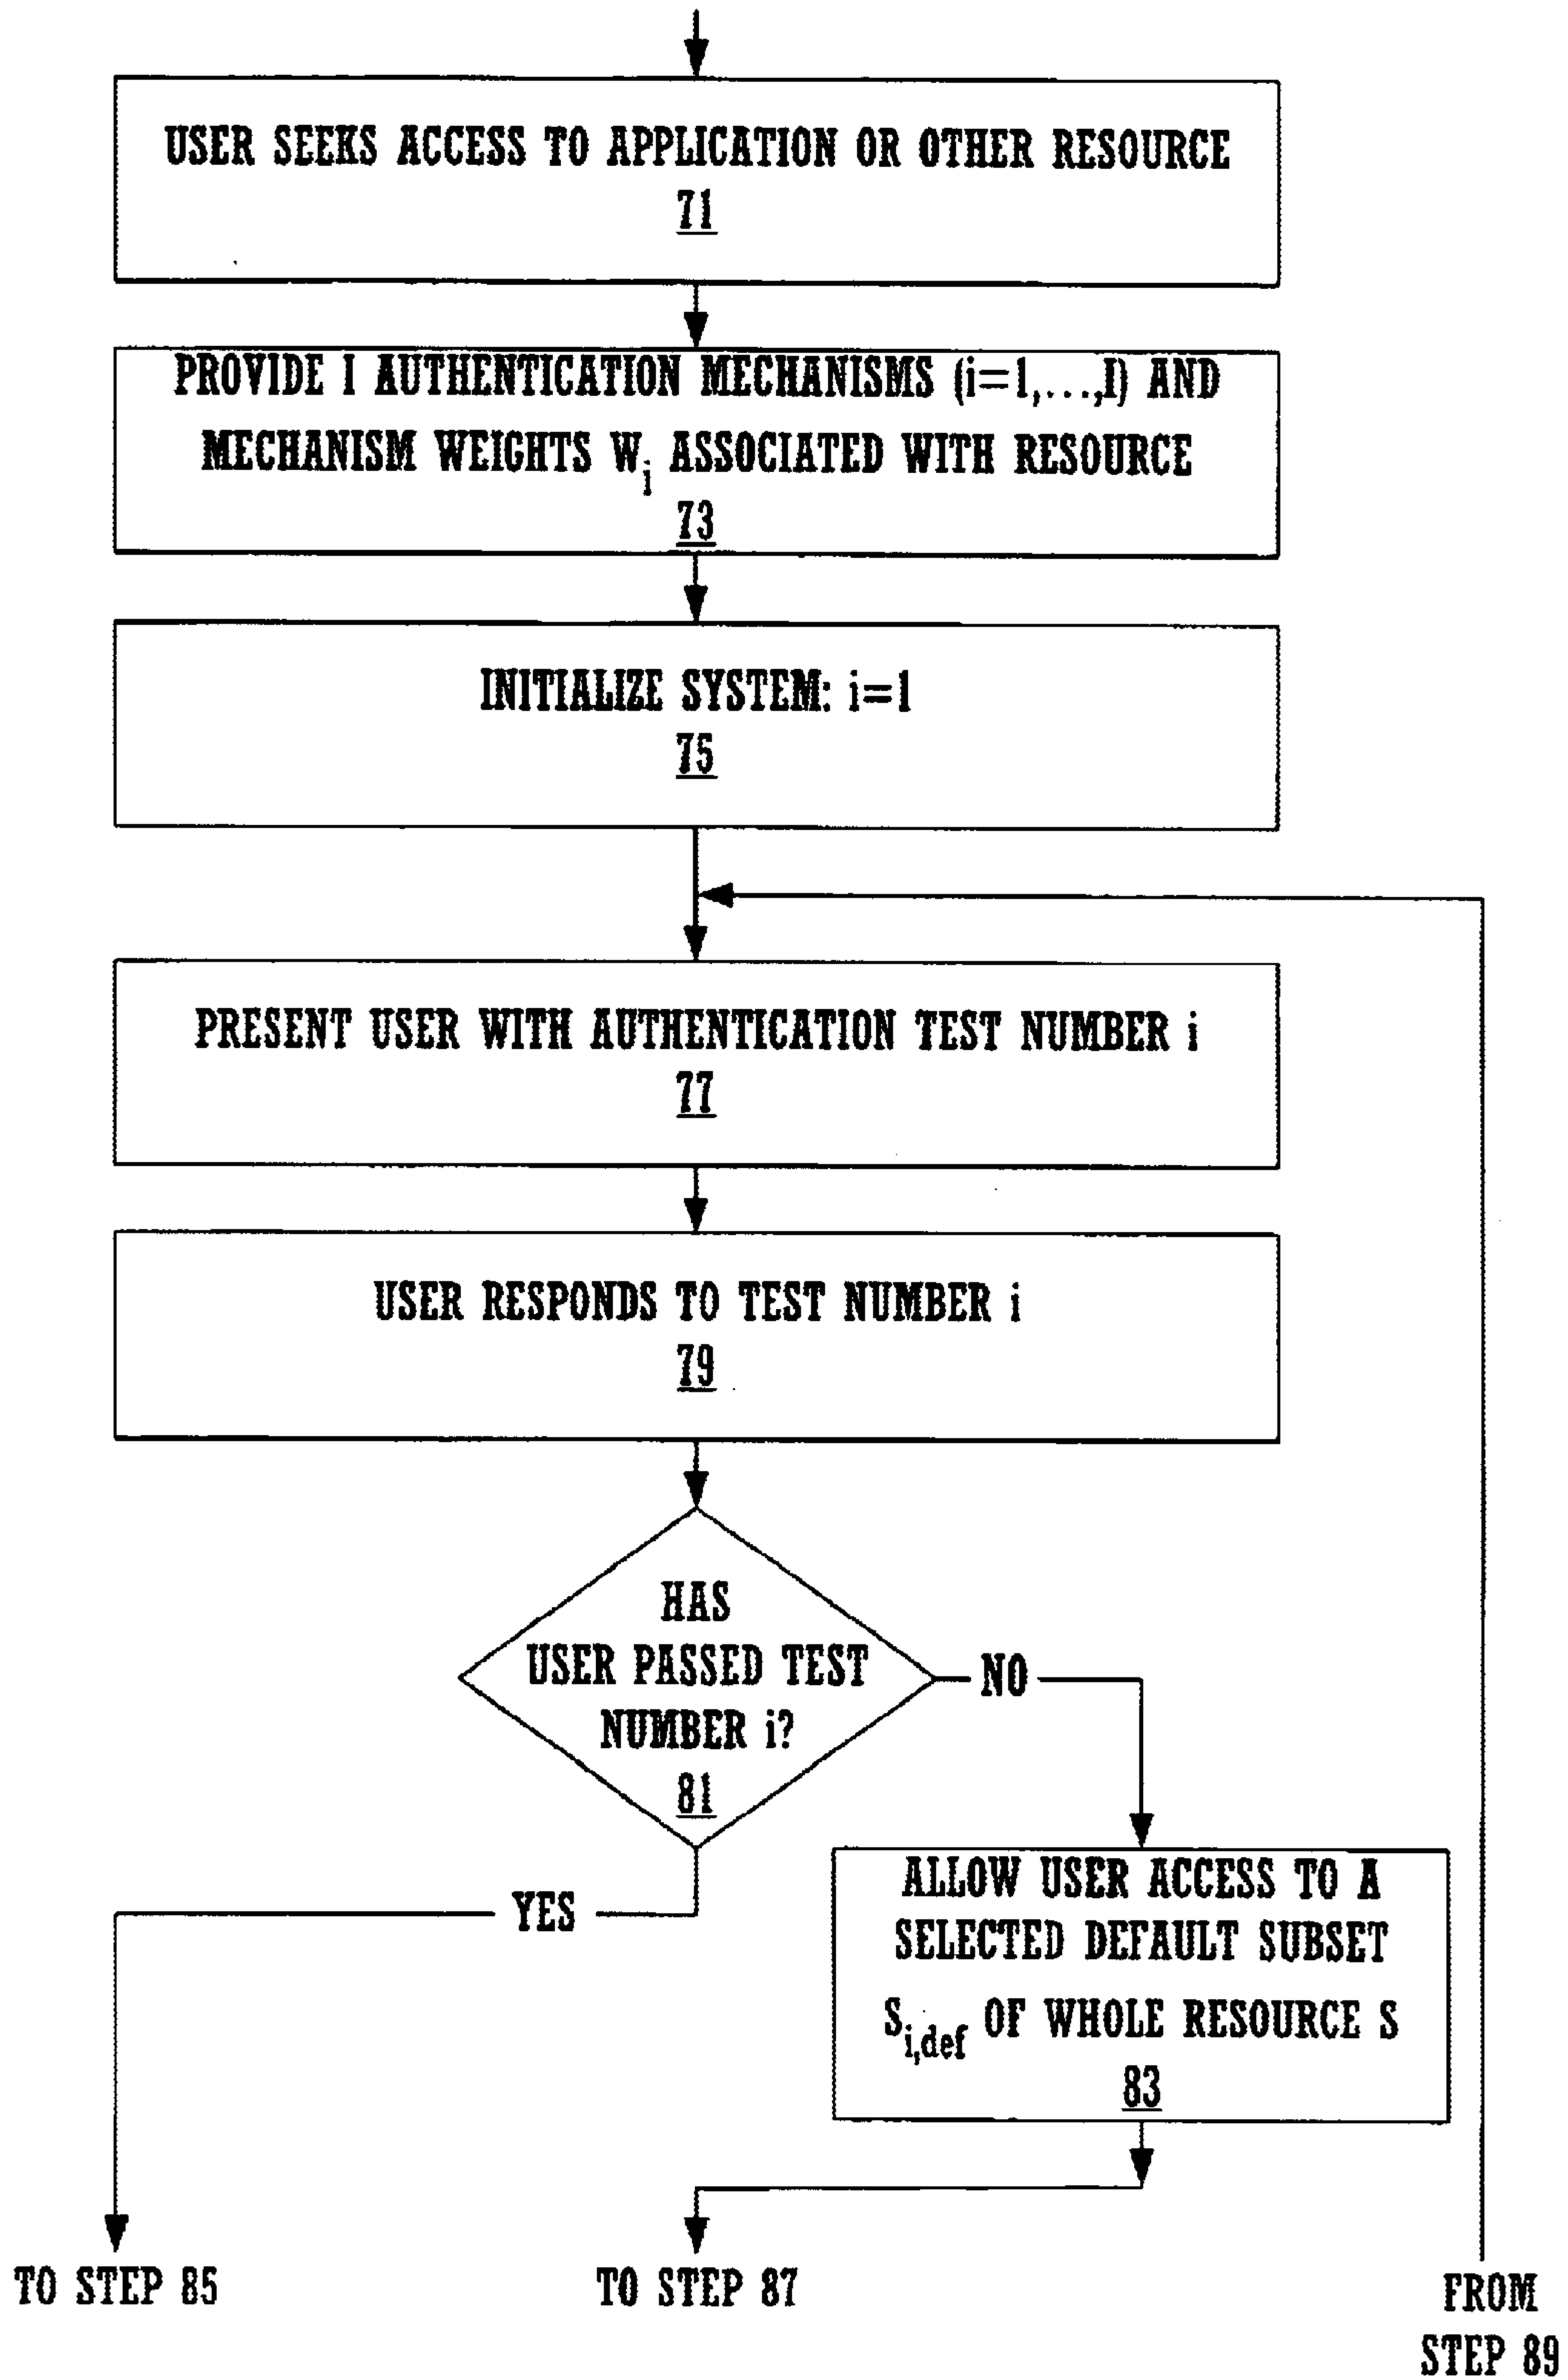 USER SEEKS ACCESS TO APPLICATION OR OTHER RESOURCE
71
PROVIDE I AUTHENTICATION MECHANISMS (i=1,...,I) AND
MECHANISM WEIGHTS Wi ASSOCIATED WITH RESOURCE
73
INITIALIZE SYSTEM: i=1
75
PRESENT USER WITH AUTHENTICATION TEST NUMBER i
77
USER RESPONDS TO TEST NUMBER i
79
HAS
USER PASSED TEST
NUMBER i?
81
NO
YES
ALLOW USER ACCESS TO A
SELECTED DEFAULT SUBSET
Si,def OF WHOLE RESOURCE S
83
TO STEP 85
TO STEP 87
FROM
STEP 89